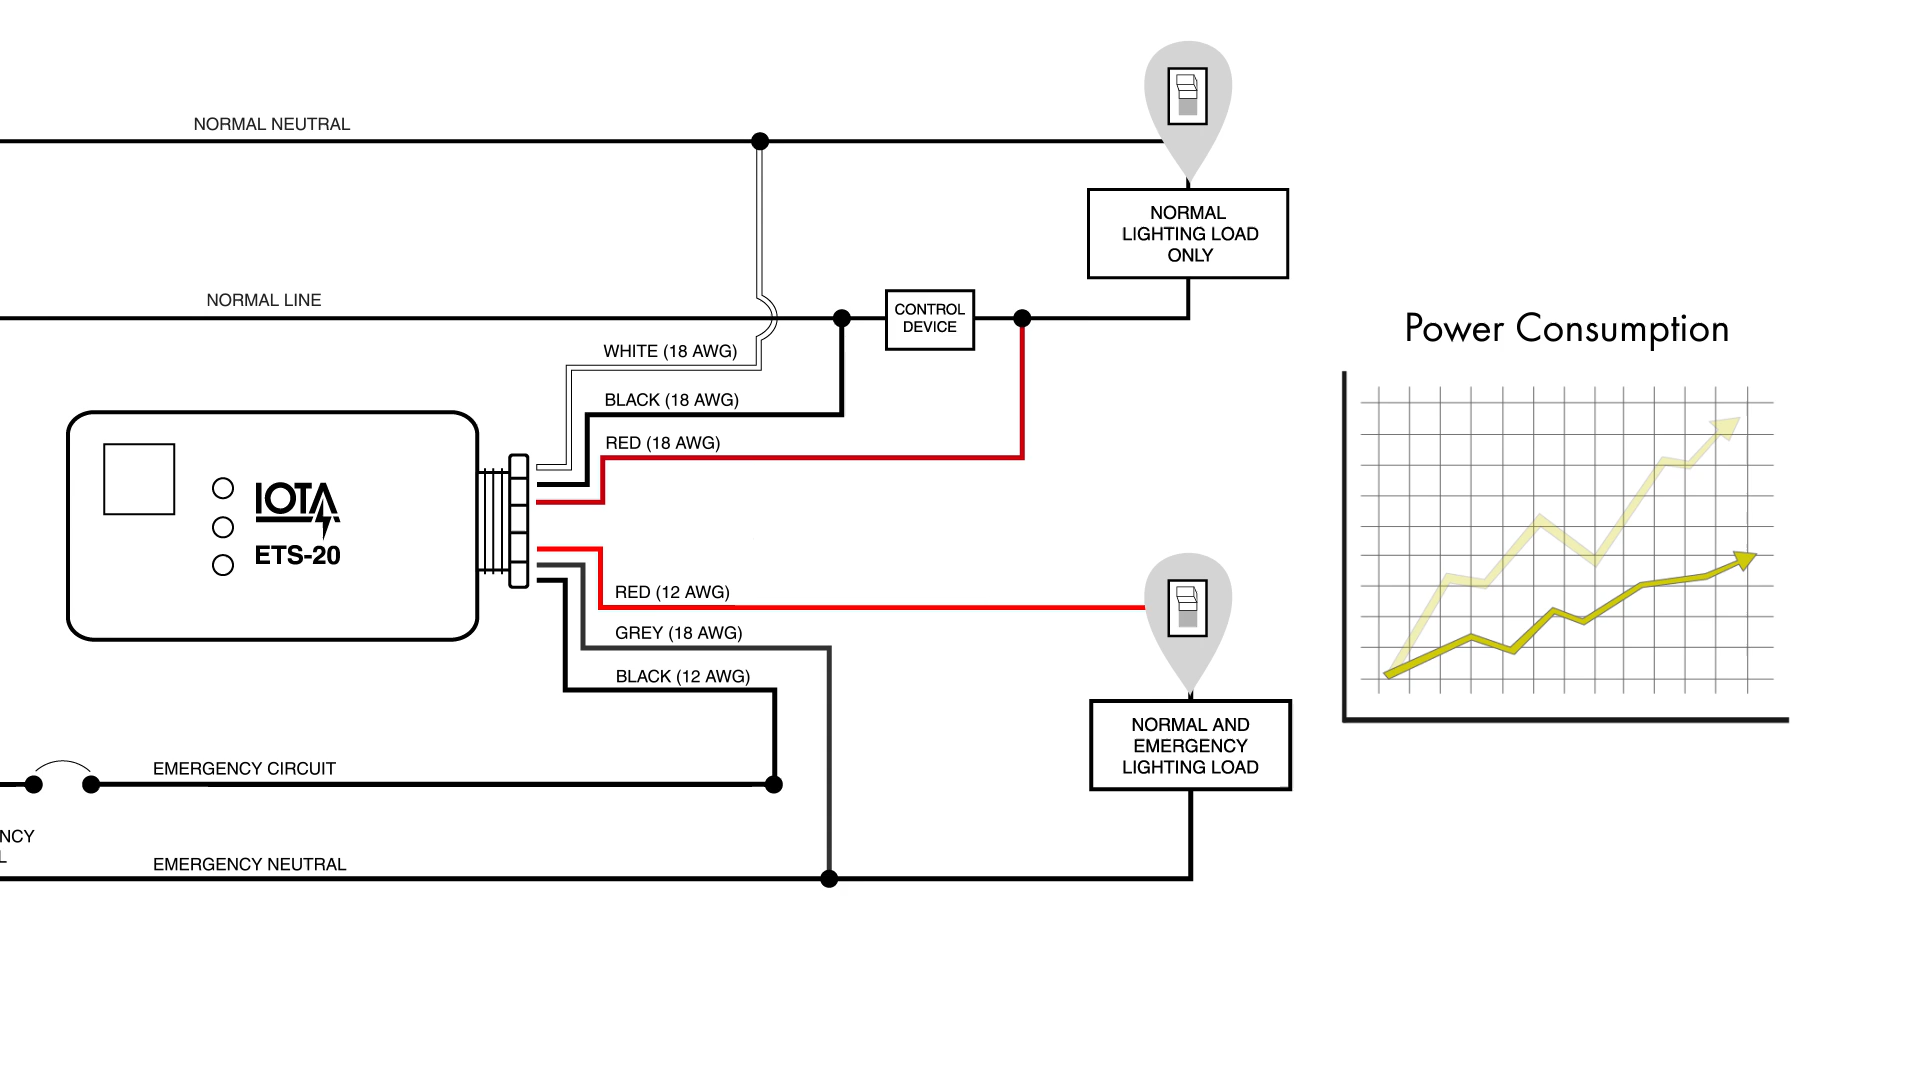 NORMAL NEUTRAL
NORMAL
LIGHTING LOAD
ONLY
NORMAL LINE
CONTROL
DEVICE
Power Consumption
WHITE (18 AWG)
BLACK (18 AWG)
RED (18 AWG)
IOTA
ETS-20
RED (12 AWG)
GREY (18 AWG)
BLACK (12 AWG)
NORMAL AND
EMERGENCY
LIGHTING LOAD
EMERGENCY CIRCUIT
NCY
L
EMERGENCY NEUTRAL